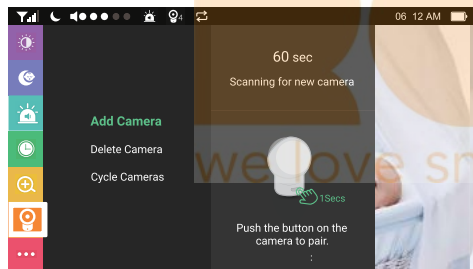 4
06 12 AM
60 sec
Scanning for new camera
Add Camera
Delete Camera
Cycle Cameras
we love s
1Secs
Push the button on the
camera to pair.
: